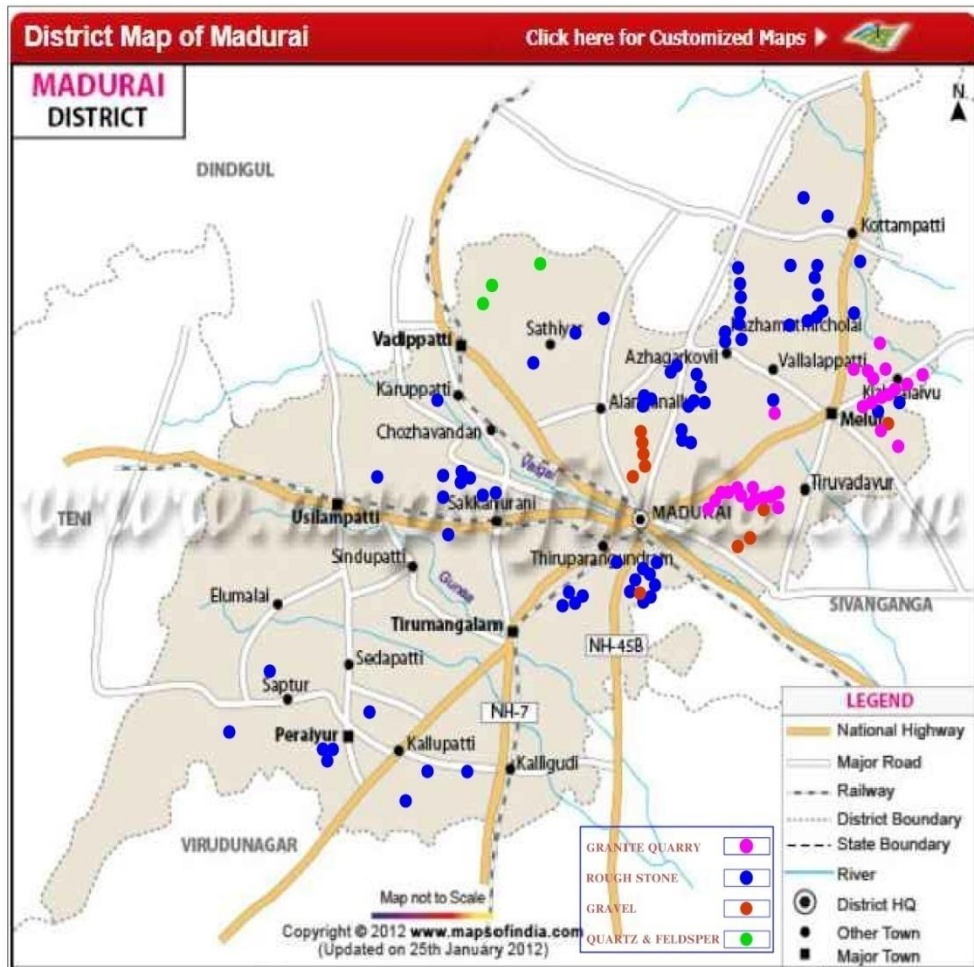 District Map of Madurai
Click here for Customized Maps
MADURAI
DISTRICT
N
DINDIGUL
Kottampatti
Sathiyar
Vadippatti
Azhagarkovil
Vallalappatti
Karuppatti
Melur
Chozhavandan
Vaigai
Tiruvadavur
Sakkanurani
TENI
Usilampatti
MADURAI
Sindupatti
Thiruparangundram
Elumalai
SIVANGANGA
Tirumangalam
NH-45B
Sedapatti
Saptur
NH-7
Peraiyur
Kallupatti
Kalligudi
VIRUDUNAGAR
LEGEND
National Highway
Major Road
Railway
District Boundary
State Boundary
River
District HQ
Other Town
Major Town
GRANITE QUARRY
ROUGH STONE
GRAVEL
QUARTZ & FELDSPER
Map not to Scale
Copyright © 2012 www.mapsofindia.com
(Updated on 25th January 2012)